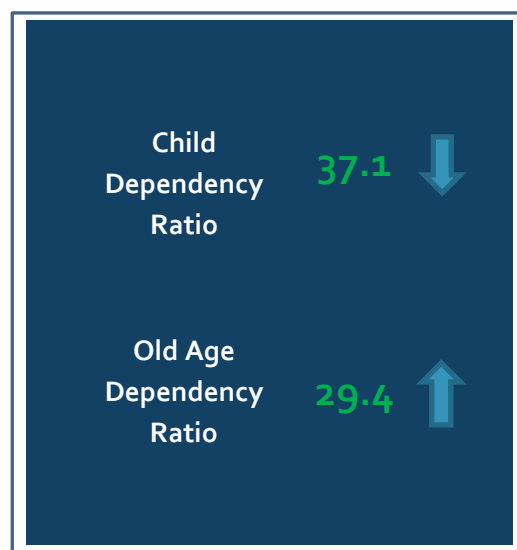 Child
Dependency
Ratio
37.1
Old Age
Dependency
Ratio
29.4